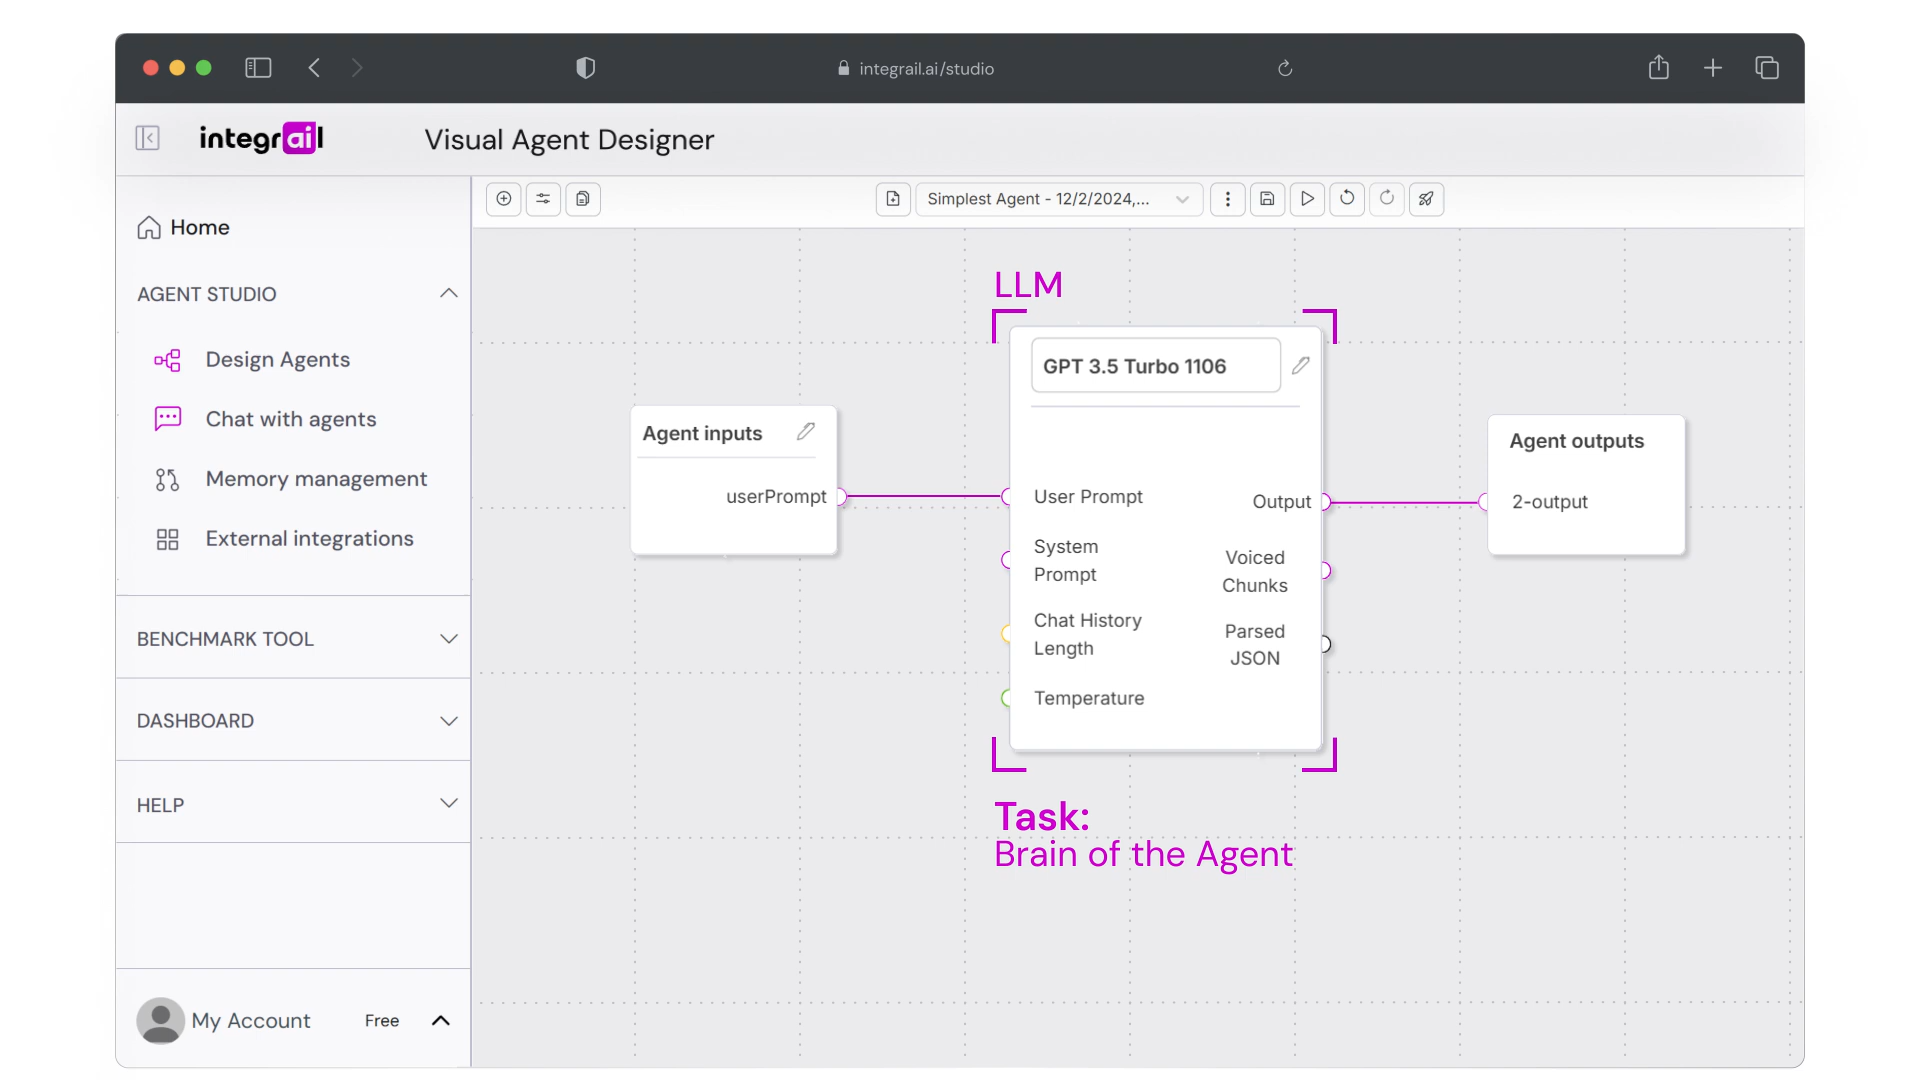 integrail.ai/studio
integrail
Visual Agent Designer
Simplest Agent - 12/2/2024,...
Home
AGENT STUDIO
Design Agents
Chat with agents
Memory management
External integrations
BENCHMARK TOOL
DASHBOARD
HELP
My Account
Free
Agent inputs
userPrompt
LLM
GPT 3.5 Turbo 1106
User Prompt
System
Prompt
Chat History
Length
Temperature
Output
Voiced
Chunks
Parsed
JSON
Task:
Brain of the Agent
Agent outputs
2-output